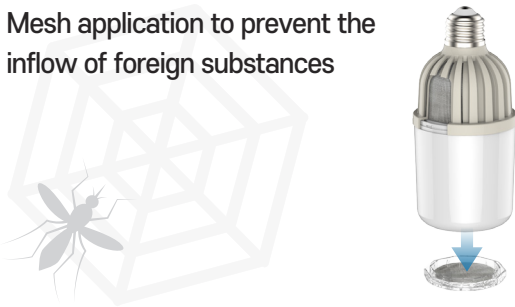 Mesh application to prevent the
inflow of foreign substances